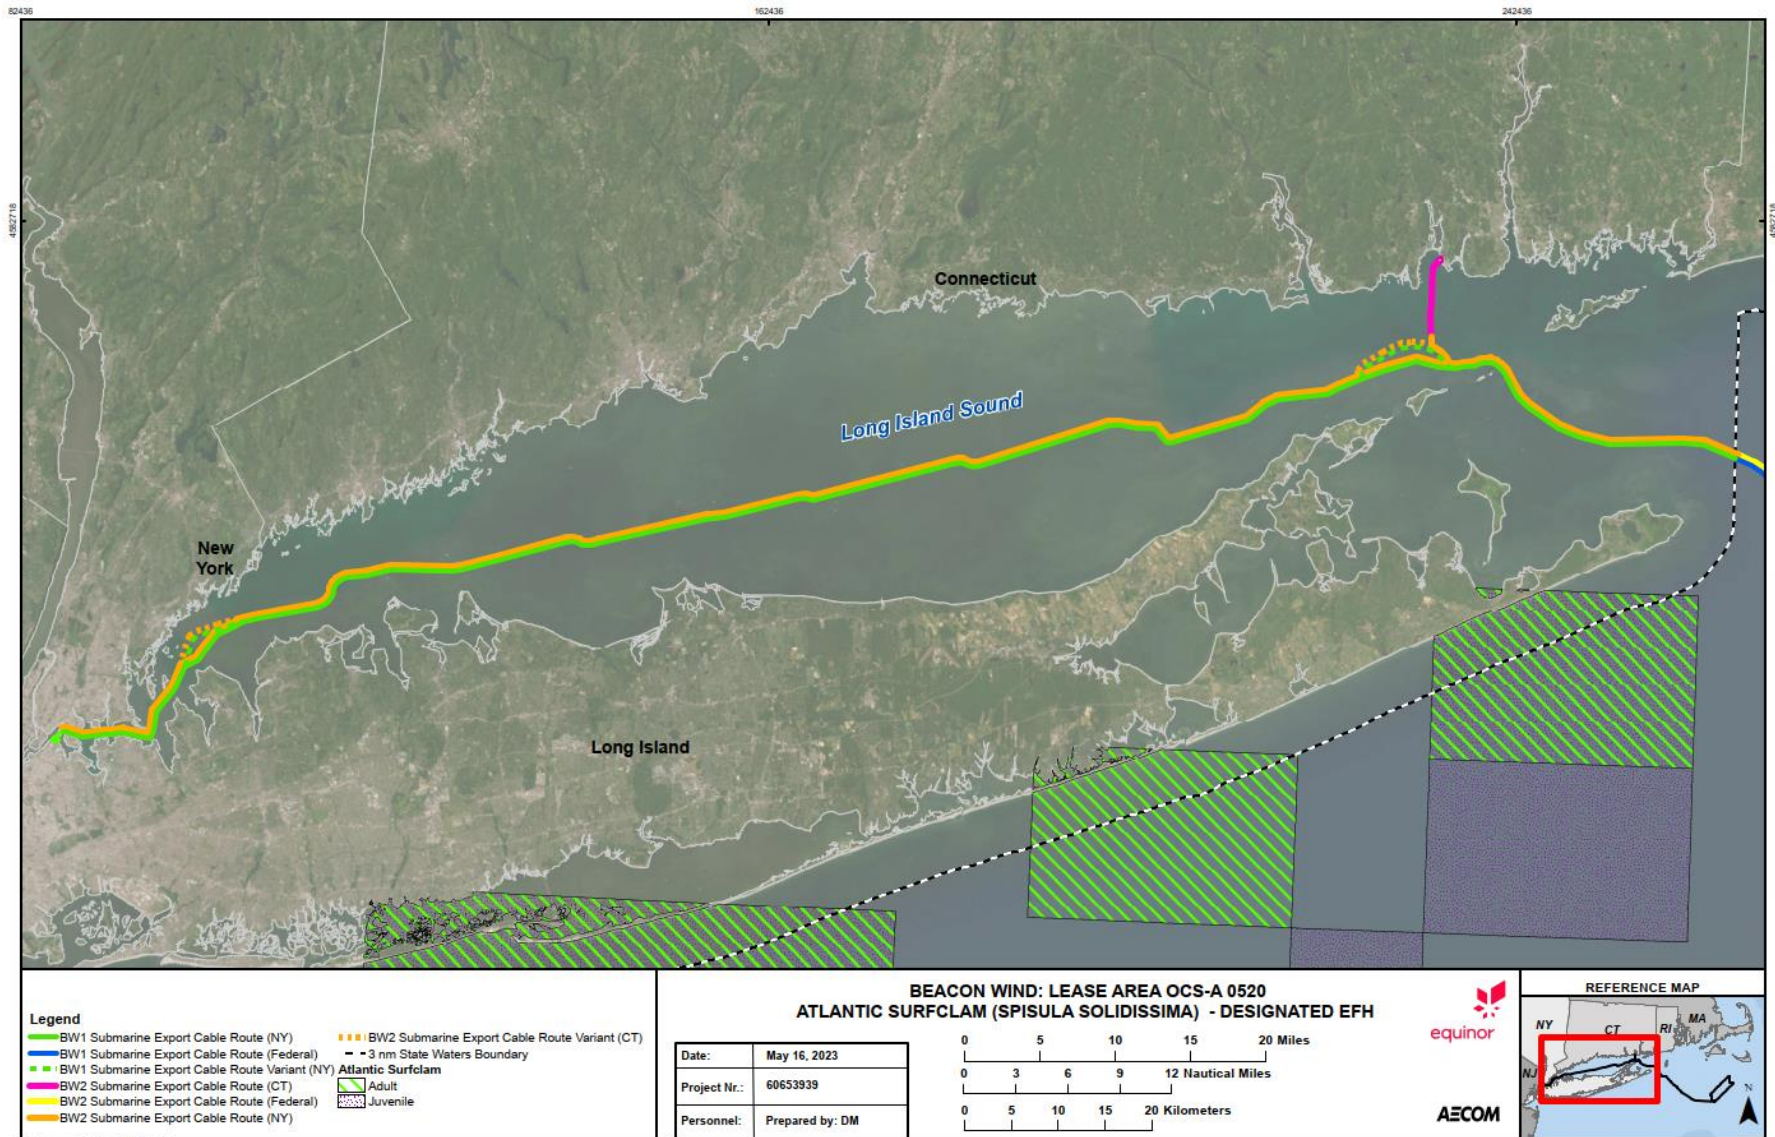 82436
162436
242436
4582718
4582718
Connecticut
Long Island Sound
New
York
Long Island
Legend
BW1 Submarine Export Cable Route (NY)
BW1 Submarine Export Cable Route (Federal)
BW1 Submarine Export Cable Route Variant (NY)
BW2 Submarine Export Cable Route (CT)
BW2 Submarine Export Cable Route (Federal)
BW2 Submarine Export Cable Route (NY)
BW2 Submarine Export Cable Route Variant (CT)
3 nm State Waters Boundary
Atlantic Surfclam
Adult
Juvenile
BEACON WIND: LEASE AREA OCS-A 0520
ATLANTIC SURFCLAM (SPISULA SOLIDISSIMA) - DESIGNATED EFH
Date: May 16, 2023
Project Nr.: 60653939
Personnel: Prepared by: DM
0 5 10 15 20 Miles
0 3 6 9 12 Nautical Miles
0 5 10 15 20 Kilometers
equinor
AECOM
REFERENCE MAP
NY
CT
RI
MA
NJ
N